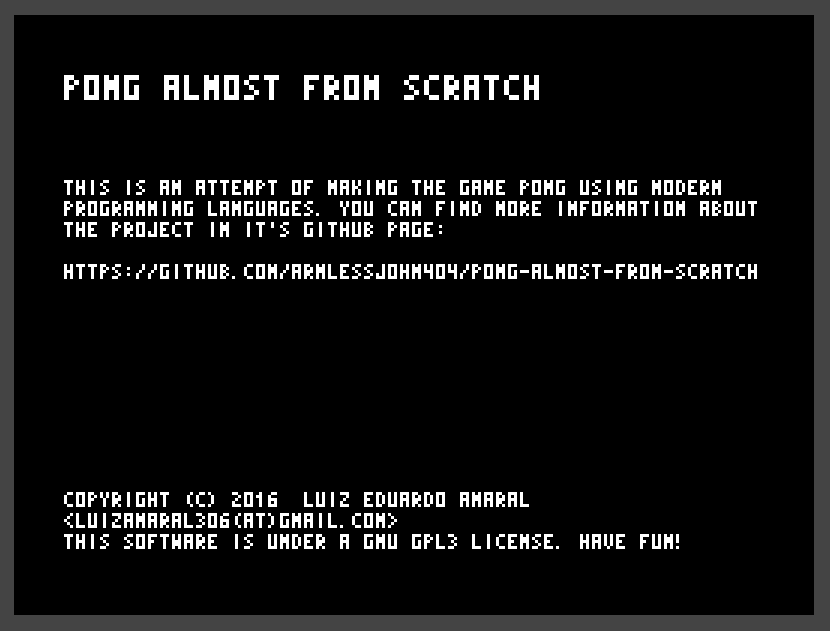 PONG ALMOST FROM SCRATCH
THIS IS AN ATTEMPT OF MAKING THE GAME PONG USING MODERN
PROGRAMMING LANGUAGES. YOU CAN FIND MORE INFORMATION ABOUT
THE PROJECT IN IT'S GITHUB PAGE:
HTTPS://GITHUB.COM/ARMLESSJOHN404/PONG-ALMOST-FROM-SCRATCH
COPYRIGHT (C) 2016  LUIZ EDUARDO AMARAL
<LUIZAMARAL306(AT)GMAIL.COM>
THIS SOFTWARE IS UNDER A GNU GPL3 LICENSE. HAVE FUN!